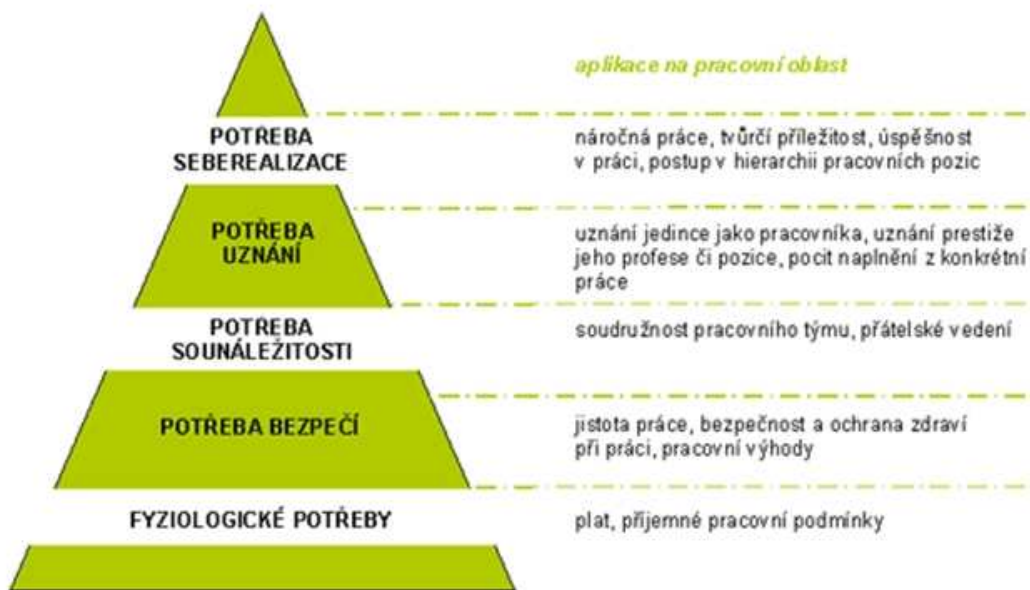 aplikace na pracovní oblast
POTŘEBA
SEBEREALIZACE
náročná práce, tvůrčí příležitost, úspěšnost
v práci, postup v hierarchii pracovních pozic
POTŘEBA
UZNÁNÍ
uznání jedince jako pracovníka, uznání prestiže
jeho profese či pozice, pocit naplnění z konkrétní
práce
POTŘEBA
SOUNÁLEŽITOSTI
soudružnost pracovního týmu, přátelské vedení
POTŘEBA BEZPEČÍ
jistota práce, bezpečnost a ochrana zdraví
při práci, pracovní výhody
FYZIOLOGICKÉ POTŘEBY
plat, příjemné pracovní podmínky